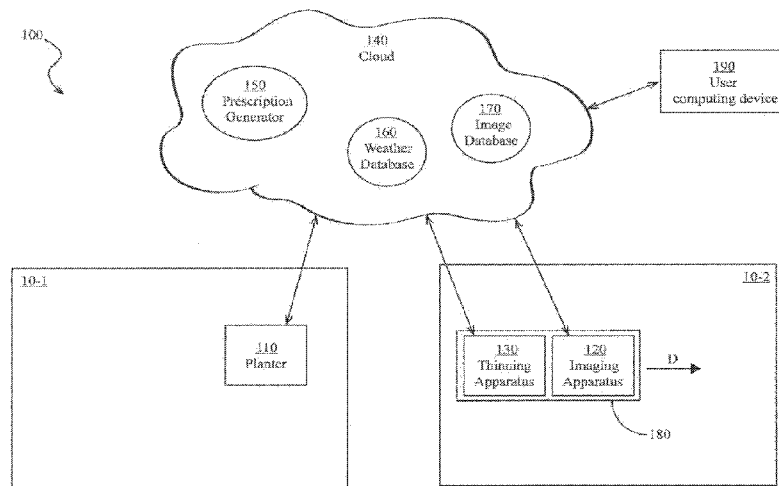 100
140
Cloud
150
Prescription
Generator
160
Weather
Database
170
Image
Database
190
User
computing device
10-1
110
Planter
10-2
130
Thinning
Apparatus
120
Imaging
Apparatus
D
180